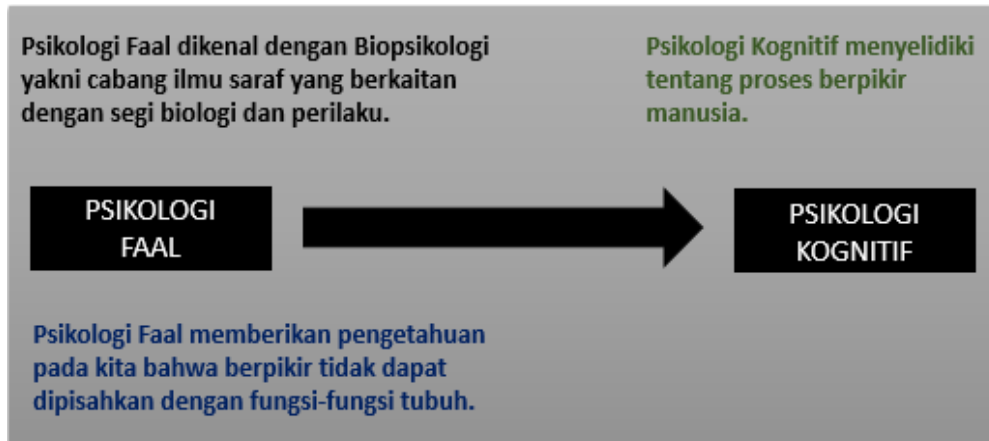 Psikologi Faal dikenal dengan Biopsikologi
yakni cabang ilmu saraf yang berkaitan
dengan segi biologi dan perilaku.
Psikologi Kognitif menyelidiki
tentang proses berpikir
manusia.
PSIKOLOGI
FAAL
PSIKOLOGI
KOGNITIF
Psikologi Faal memberikan pengetahuan
pada kita bahwa berpikir tidak dapat
dipisahkan dengan fungsi-fungsi tubuh.